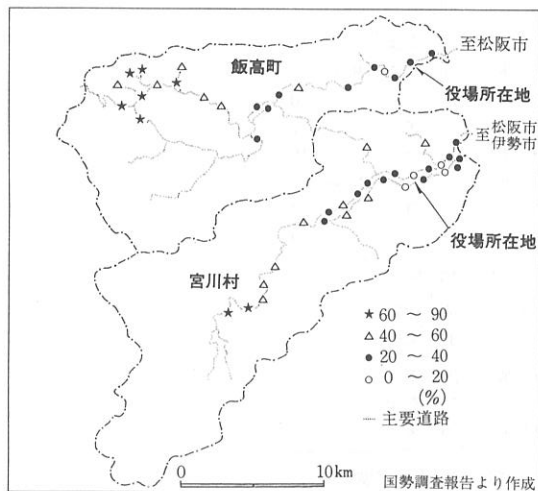 至松阪市
飯高町
役場所在地
至松阪市
伊勢市
役場所在地
宮川村
★ 60 ～ 90
△ 40 ～ 60
● 20 ～ 40
○ 0 ～ 20
(%)
主要道路
0 10km
国勢調査報告より作成